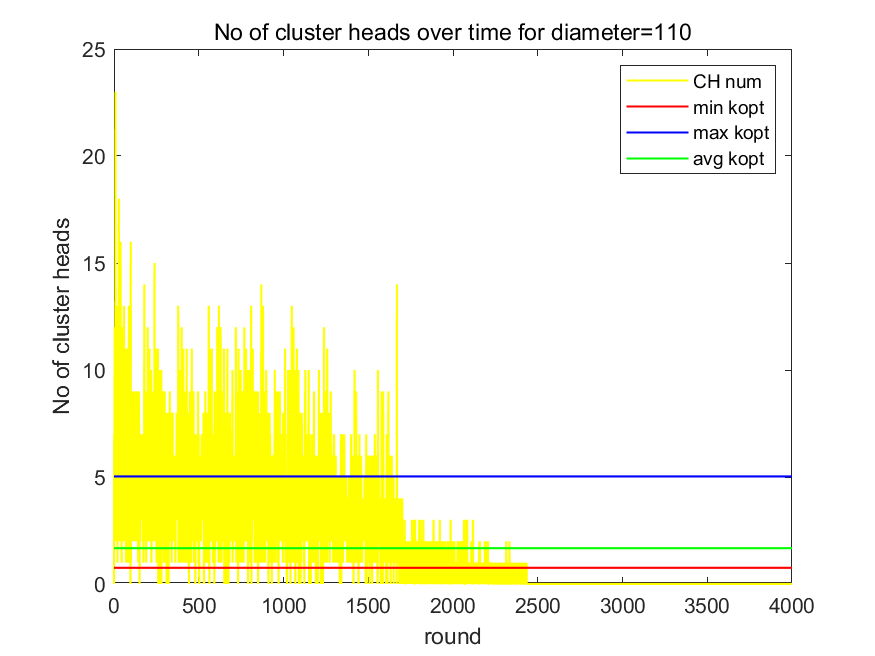 No of cluster heads over time for diameter=110
25
20
15
10
5
0
No of cluster heads
CH num
min kopt
max kopt
avg kopt
0 500 1000 1500 2000 2500 3000 3500 4000
round